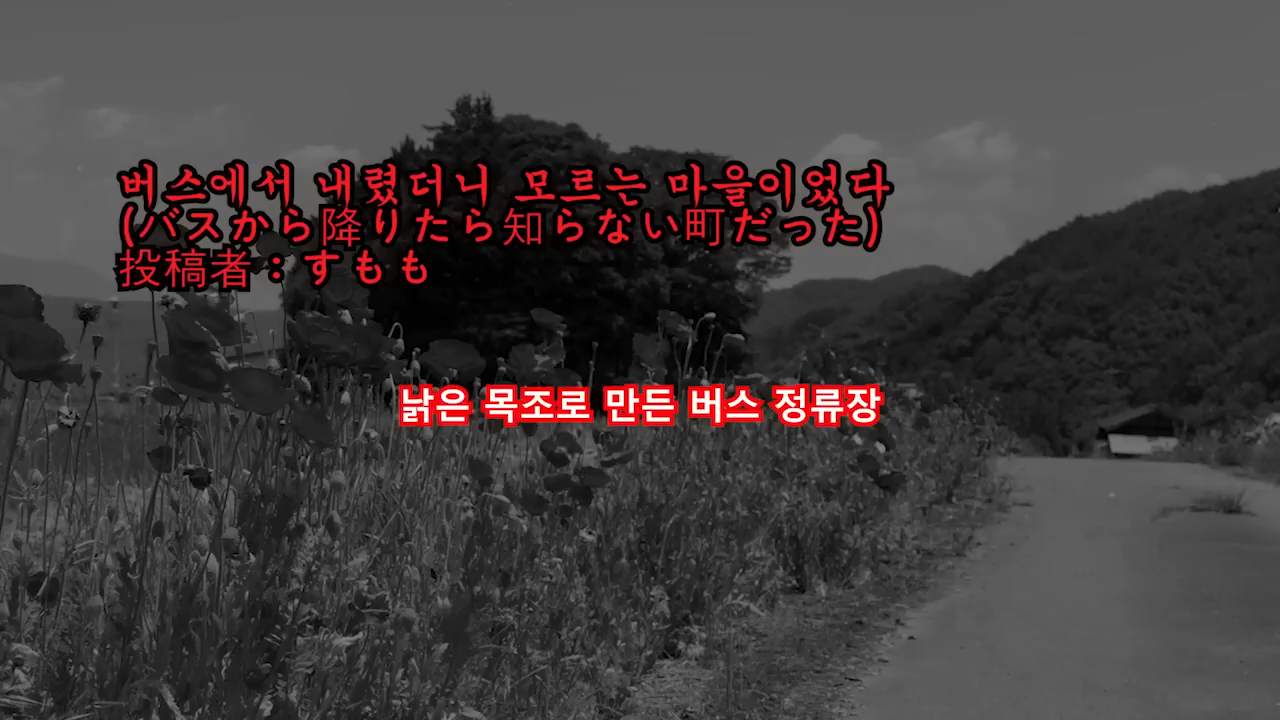 버스에서 내렸더니 모르는 마을이었다
(バスから降りたら知らない町だった)
投稿者：すもも
낡은 목조로 만든 버스 정류장